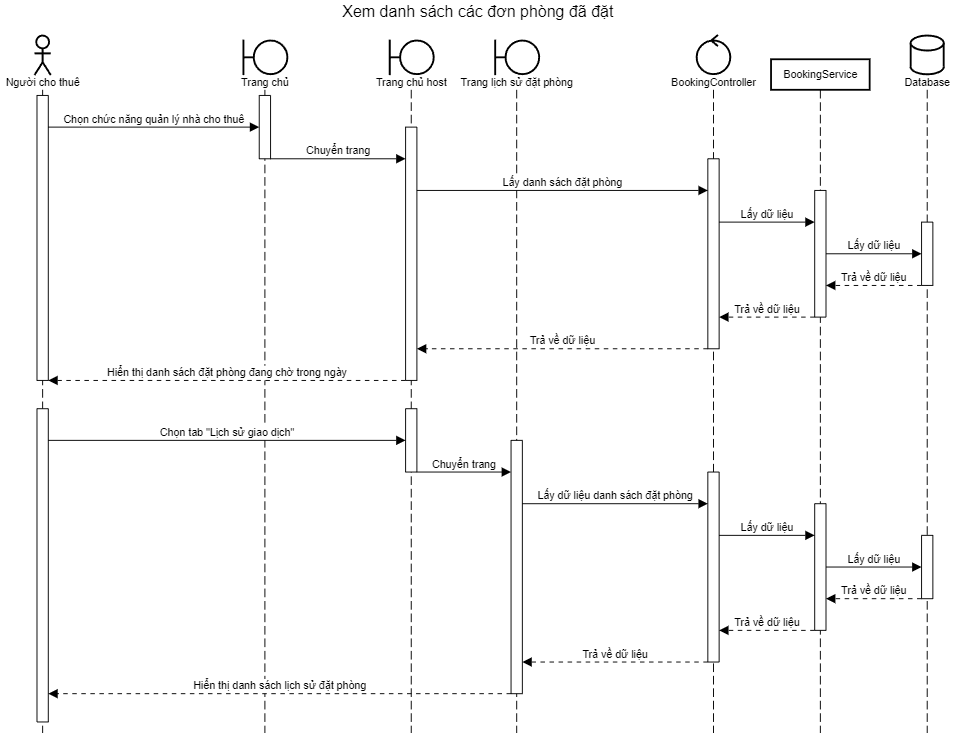 Xem danh sách các đơn phòng đã đặt
Người cho thuê
Trang chủ
Trang chủ host
Trang lịch sử đặt phòng
BookingController
BookingService
Database
Chọn chức năng quản lý nhà cho thuê
Chuyển trang
Lấy danh sách đặt phòng
Lấy dữ liệu
Lấy dữ liệu
Trả về dữ liệu
Trả về dữ liệu
Trả về dữ liệu
Hiển thị danh sách đặt phòng đang chờ trong ngày
Chọn tab "Lịch sử giao dịch"
Chuyển trang
Lấy dữ liệu danh sách đặt phòng
Lấy dữ liệu
Lấy dữ liệu
Trả về dữ liệu
Trả về dữ liệu
Trả về dữ liệu
Hiển thị danh sách lịch sử đặt phòng